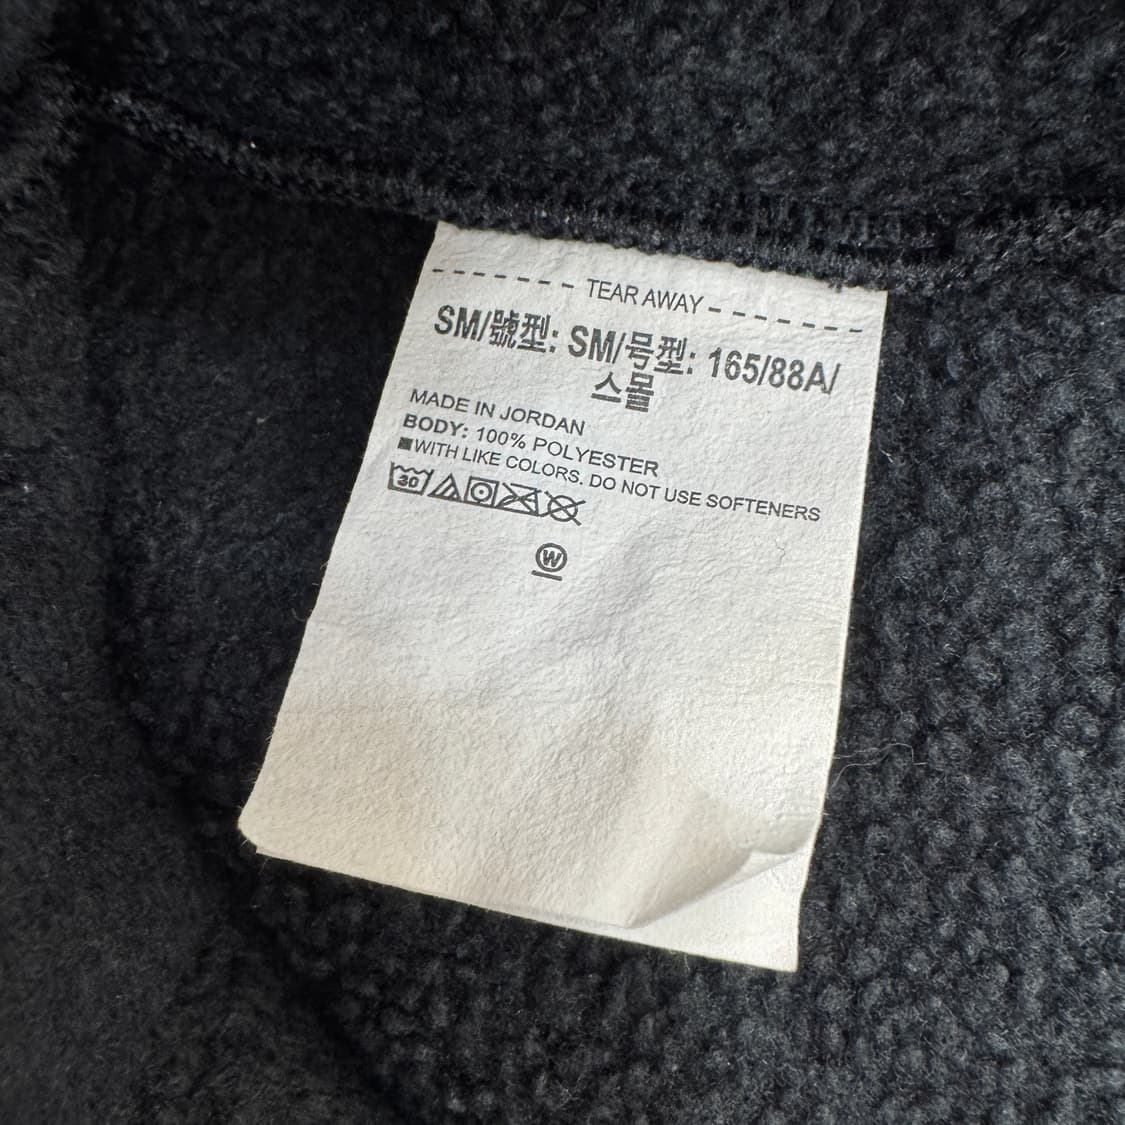 TEAR AWAY
SM/號型: SM/号型: 165/88A/
스몰
MADE IN JORDAN
BODY: 100% POLYESTER
■WITH LIKE COLORS. DO NOT USE SOFTENERS
30
W